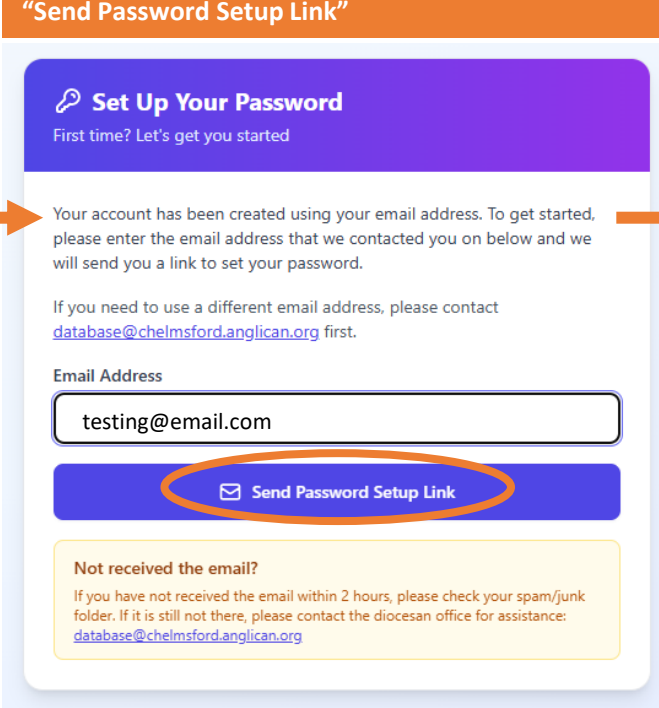 “Send Password Setup Link”
Set Up Your Password
First time? Let's get you started
Your account has been created using your email address. To get started,
please enter the email address that we contacted you on below and we
will send you a link to set your password.
If you need to use a different email address, please contact
database@chelmsford.anglican.org first.
Email Address
testing@email.com
Send Password Setup Link
Not received the email?
If you have not received the email within 2 hours, please check your spam/junk
folder. If it is still not there, please contact the diocesan office for assistance:
database@chelmsford.anglican.org